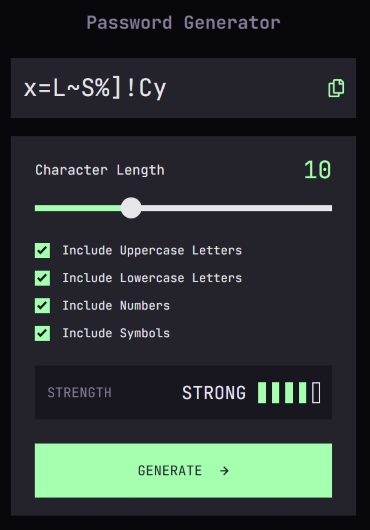 Password Generator
x=L~S%]!Cy
Character Length 10
Include Uppercase Letters
Include Lowercase Letters
Include Numbers
Include Symbols
STRENGTH STRONG
GENERATE →